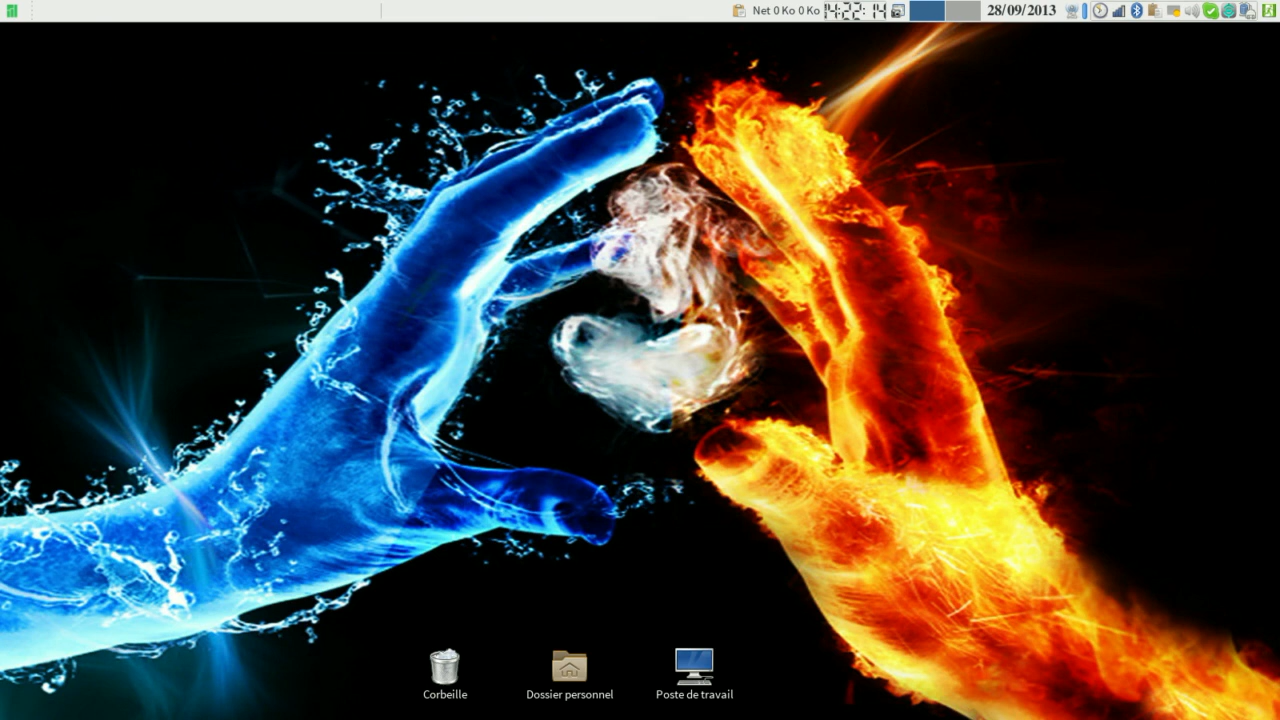 Net 0 Ko 0 Ko 14:22: 14 28/09/2013
Corbeille
Dossier personnel
Poste de travail